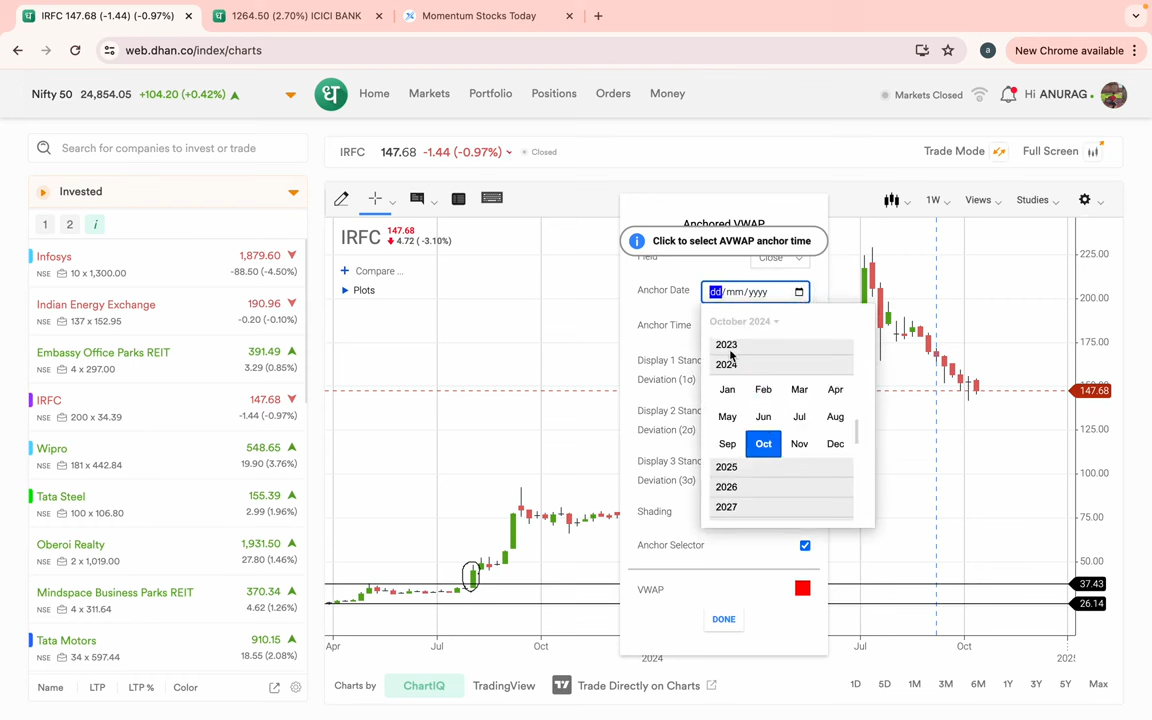 IRFC 147.68 (-1.44) (-0.97%)
1264.50 (2.70%) ICICI BANK
Momentum Stocks Today
web.dhan.co/index/charts
a
New Chrome available
Nifty 50 24,854.05 +104.20 (+0.42%)
ध
Home Markets Portfolio Positions Orders Money
Markets Closed
Hi ANURAG
Search for companies to invest or trade
IRFC 147.68 -1.44 (-0.97%) Closed
Trade Mode
Full Screen
Invested
1 2 i
1W Views Studies
Infosys 1,879.60
NSE 10 x 1,300.00 -88.50 (-4.50%)
Indian Energy Exchange 190.96
NSE 137 x 152.95 -0.20 (-0.10%)
Embassy Office Parks REIT 391.49
NSE 4 x 297.00 3.29 (0.85%)
IRFC 147.68
NSE 200 x 34.39 -1.44 (-0.97%)
Wipro 548.65
NSE 181 x 442.84 19.90 (3.76%)
Tata Steel 155.39
NSE 100 x 106.80 2.99 (1.96%)
Oberoi Realty 1,931.50
NSE 2 x 1,019.00 27.80 (1.46%)
Mindspace Business Parks REIT 370.34
NSE 4 x 311.64 4.62 (1.26%)
Tata Motors 910.15
NSE 34 x 597.44 18.55 (2.08%)
Name LTP LTP % Color
IRFC 147.68
4.72 (-3.10%)
Compare ...
Plots
Anchored VWAP
Click to select AVWAP anchor time
Field Close
Anchor Date dd/mm/yyyy
Anchor Time
Display 1 Stand
Deviation (1σ)
Display 2 Stand
Deviation (2σ)
Display 3 Stand
Deviation (3σ)
Shading
Anchor Selector
VWAP
DONE
October 2024
2023
2024
Jan Feb Mar Apr
May Jun Jul Aug
Sep Oct Nov Dec
2025
2026
2027
225.00
200.00
175.00
147.68
125.00
100.00
75.00
50.00
37.43
26.14
Apr Jul Oct 2024 Jul Oct 202
Charts by ChartIQ TradingView Trade Directly on Charts
1D 5D 1M 3M 6M 1Y 3Y 5Y Max